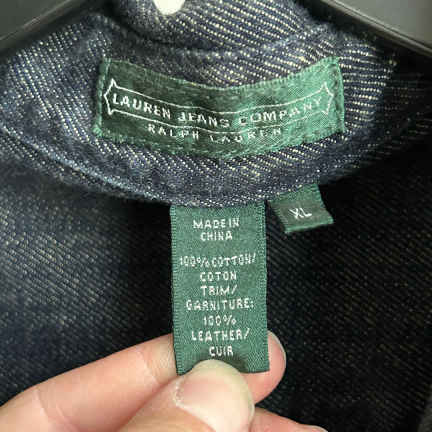 LAUREN JEANS COMPANY
RALPH LAUREN
XL
MADE IN
CHINA
100% COTTON/
COTON
TRIM/
GARNITURE:
100%
LEATHER/
CUIR